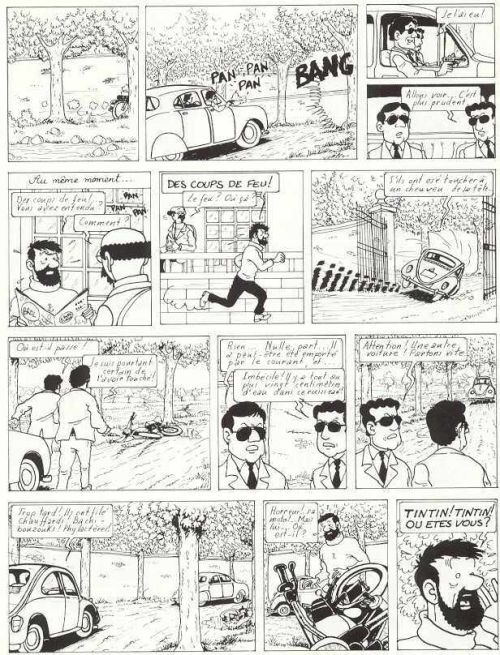 PAN-PAN
PAN
PAN
BANG
Je l'ai eu!
Allons voir... C'est
plus prudent.
Au même moment...
PAN
PAN
PAN
Des coups de feu!
Vous avez entendu?
Comment?
DES COUPS DE FEU!
Le feu? Où ça?
S'ils ont osé toucher à
un cheveu de sa tête...
Où est-il passé
Je suis pourtant
certain de
l'avoir touché!
Rien... Nulle part... Il
a peut-être été emporté
par le courant
Imbécile! Il y a tout au
plus vingt centimètres
d'eau dans ce ruisseau!
Attention! Une autre
voiture! Partons vite
Trop tard! Ils ont filé
Chauffards! Bachi-
bouzouks! Phylactères!
Horreur! sa
moto!. Mais
où
est-il?
TINTIN! TINTIN!
OU ETES VOUS?